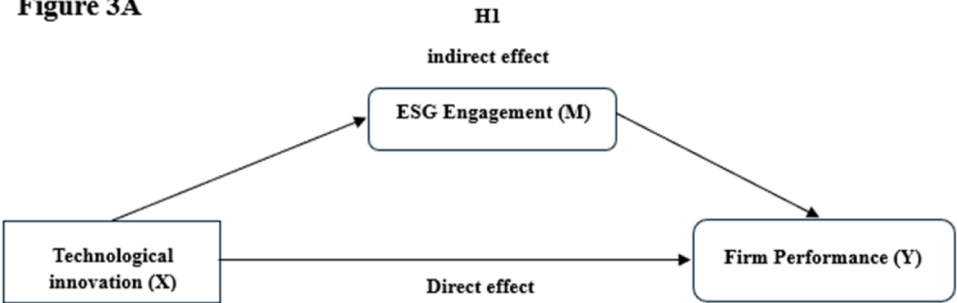 Figure 3A
H1
indirect effect
ESG Engagement (M)
Technological
innovation (X)
Firm Performance (Y)
Direct effect